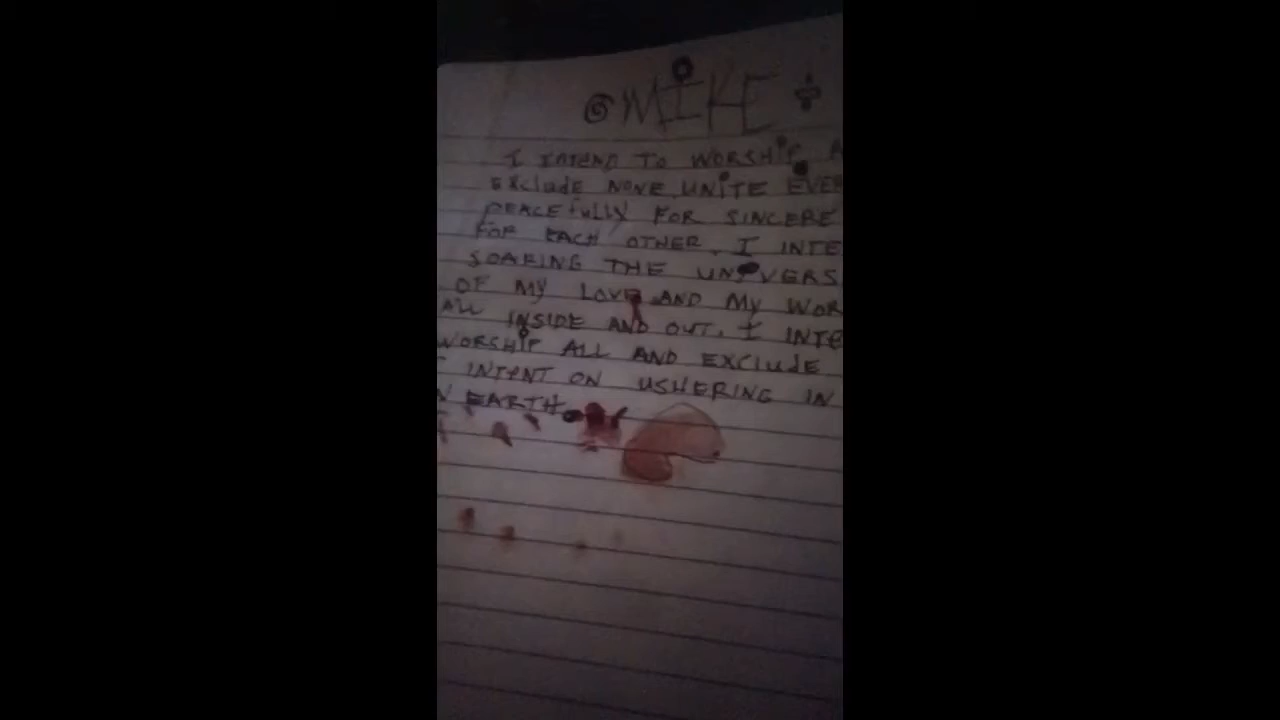 MIKE ÷
I INTEND TO WORSHIP A
EXCLUDE NONE. UNITE EVER
PEACEFULLY FOR SINCERE
FOR EACH OTHER. I INTE
SOARING THE UNIVERS
OF MY LOVE AND MY WOR
ALL INSIDE AND OUT. I INTE
WORSHIP ALL AND EXCLUDE
INTENT ON USHERING IN
N EARTH.